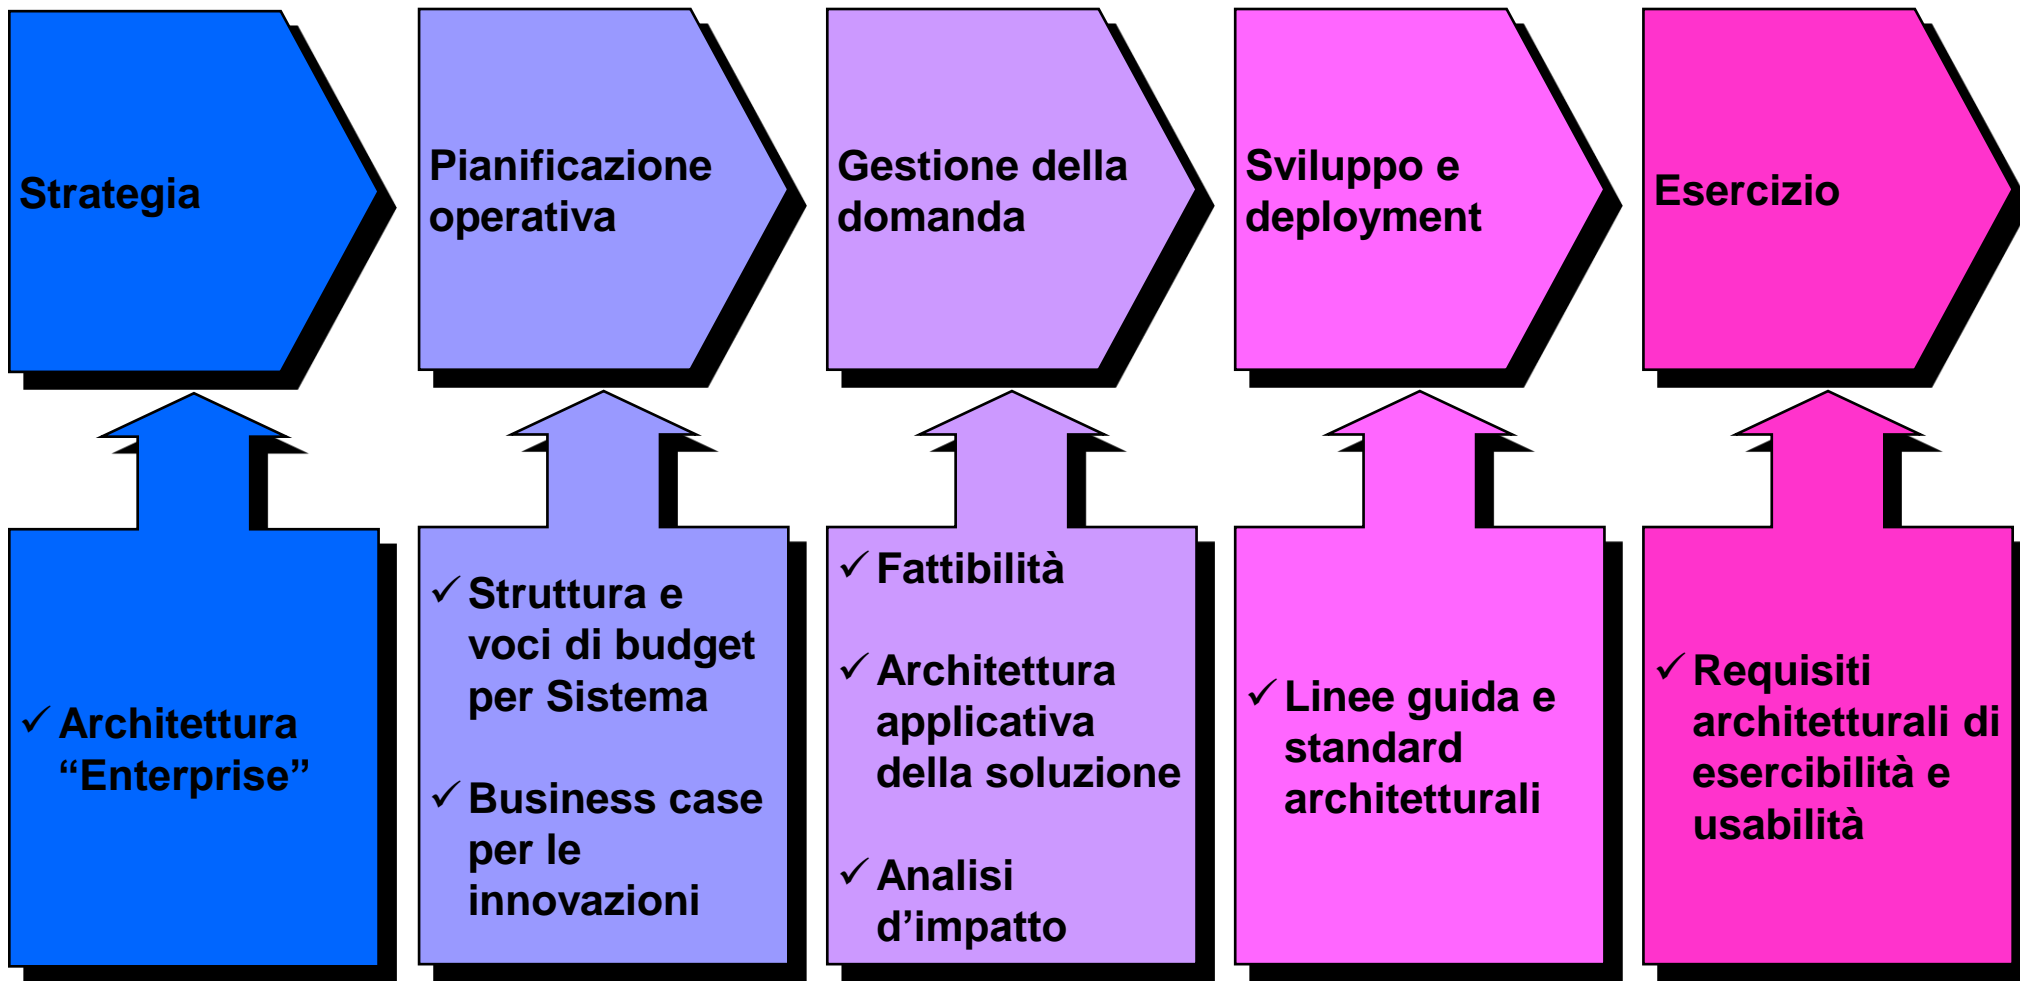 Strategia
Pianificazione
operativa
Gestione della
domanda
Sviluppo e
deployment
Esercizio
✓ Architettura
“Enterprise”
✓ Struttura e
voci di budget
per Sistema
✓ Business case
per le
innovazioni
✓ Fattibilità
✓ Architettura
applicativa
della soluzione
✓ Analisi
d’impatto
✓ Linee guida e
standard
architetturali
✓ Requisiti
architetturali di
esercibilità e
usabilità